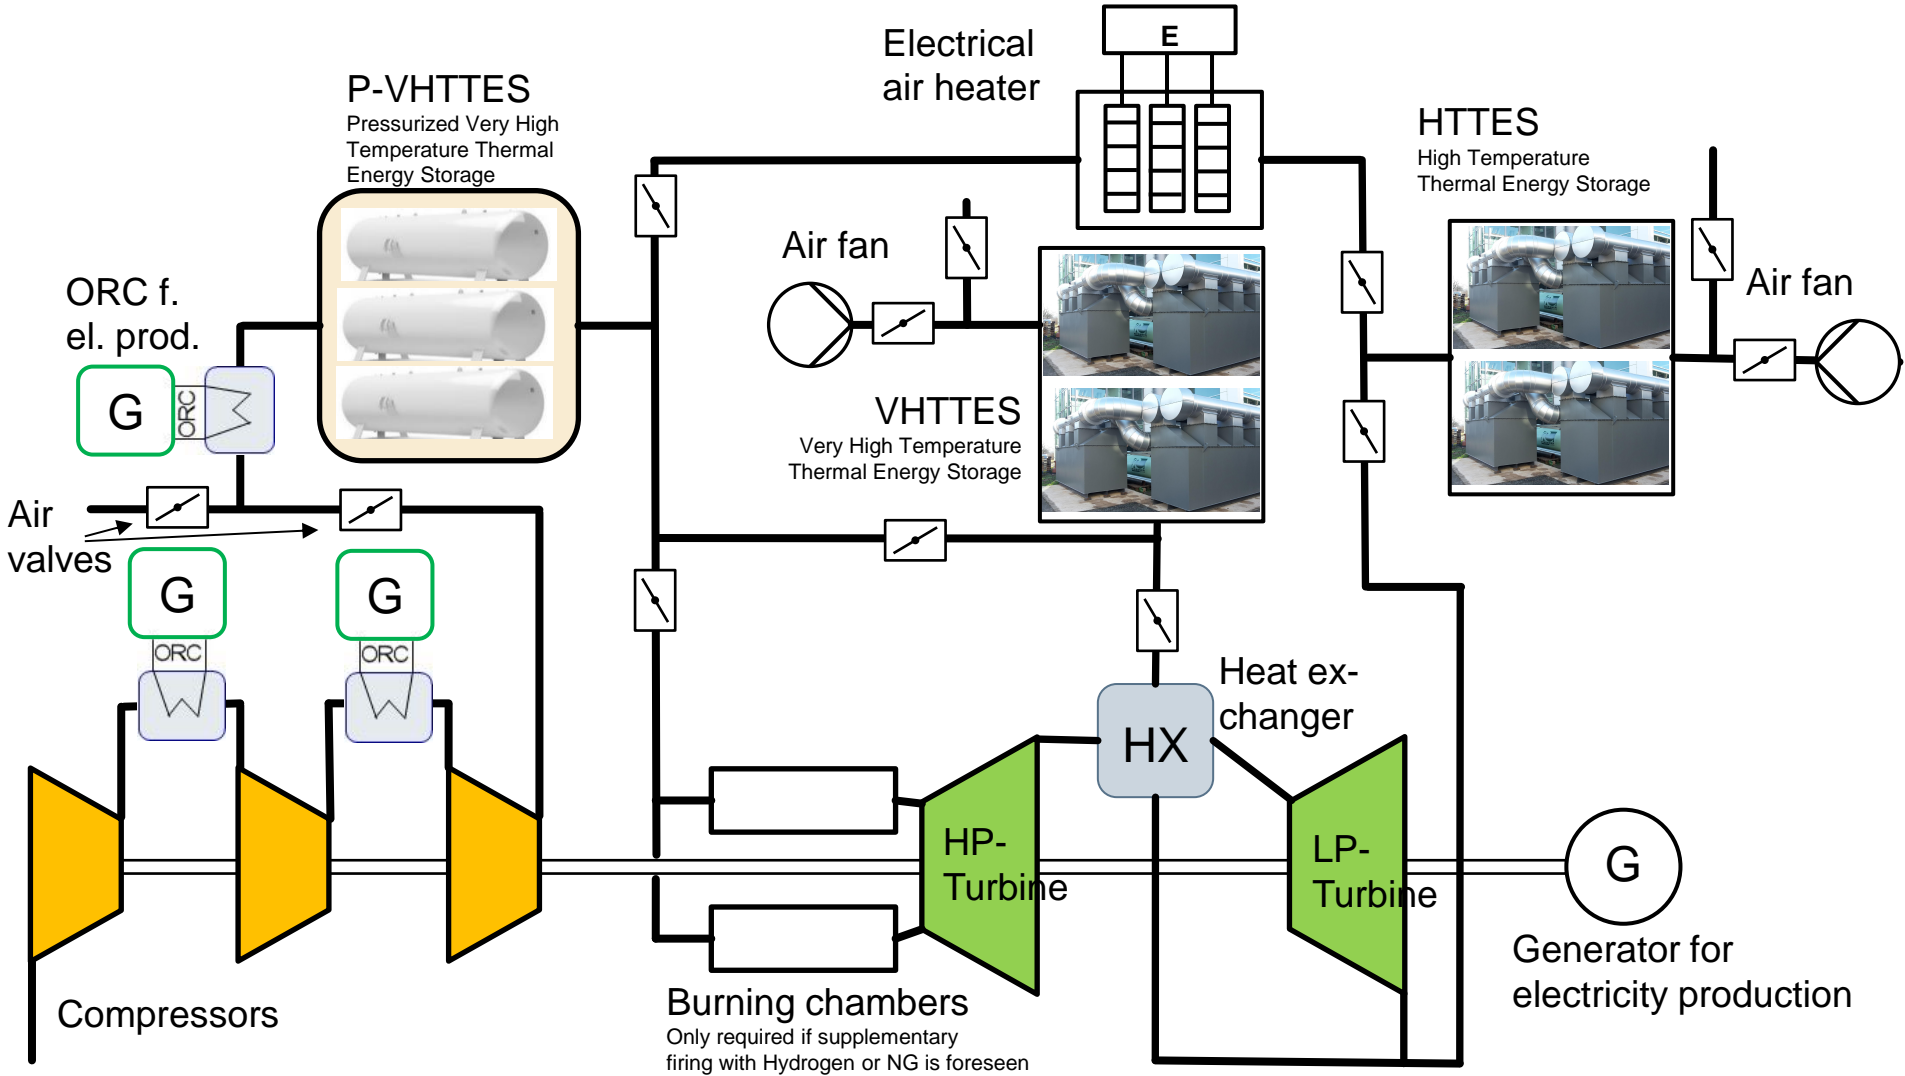 Electrical
air heater
E
P-VHTTES
Pressurized Very High
Temperature Thermal
Energy Storage
HTTES
High Temperature
Thermal Energy Storage
Air fan
Air fan
ORC f.
el. prod.
G
ORC
VHTTES
Very High Temperature
Thermal Energy Storage
Air
valves
G
ORC
G
ORC
Heat ex-
changer
HX
HP-
Turbine
LP-
Turbine
G
Generator for
electricity production
Compressors
Burning chambers
Only required if supplementary
firing with Hydrogen or NG is foreseen